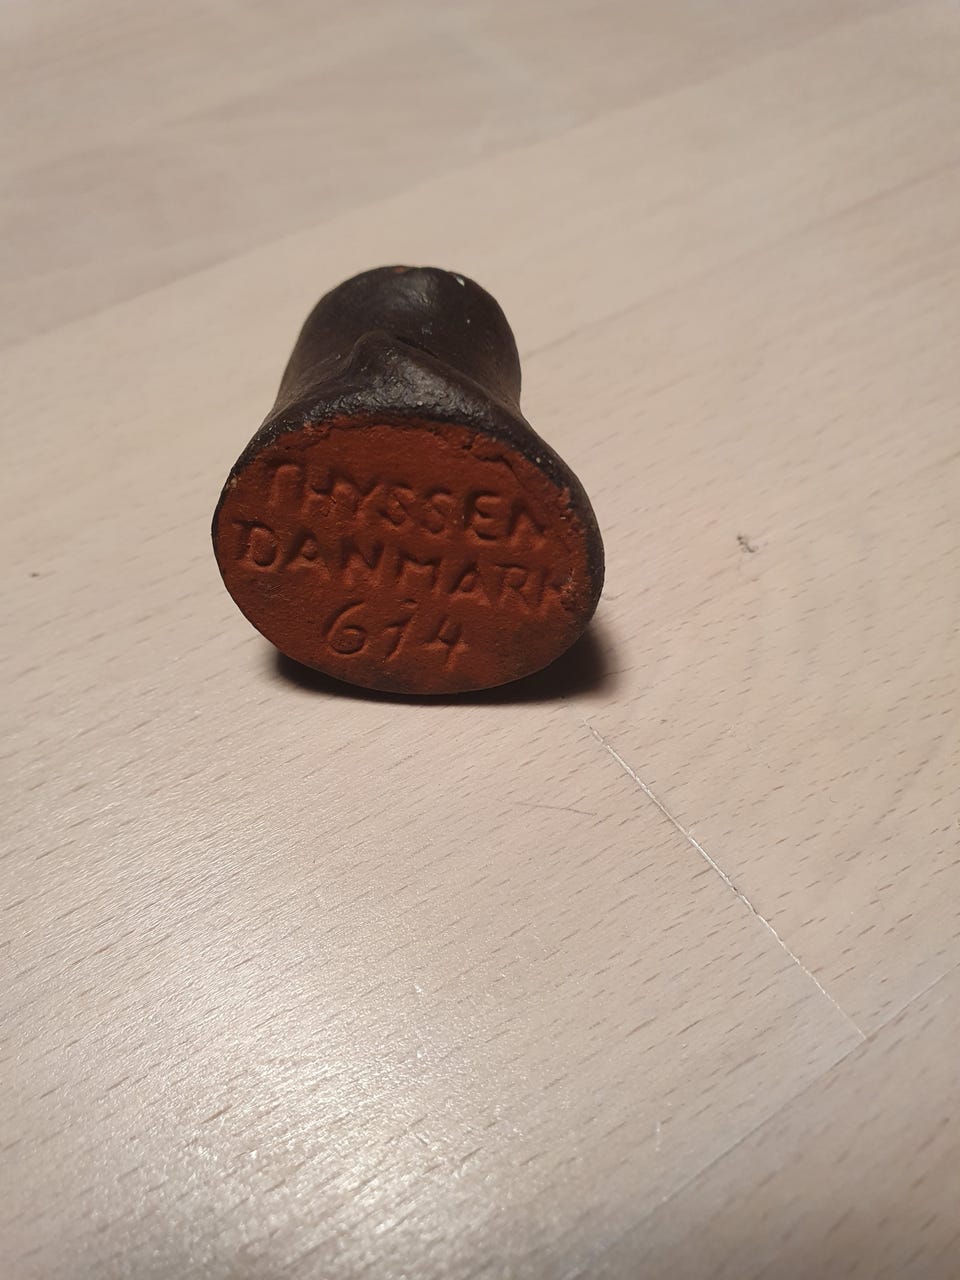 THYSSEN
DANMARK
614